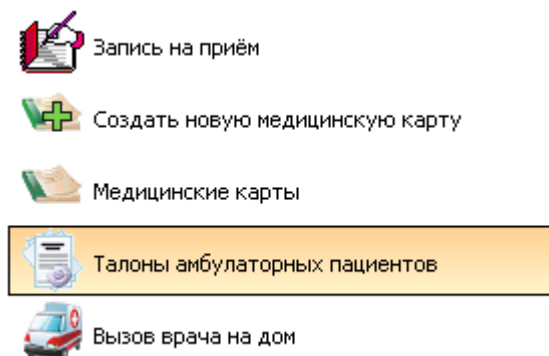 Запись на приём
Создать новую медицинскую карту
Медицинские карты
Талоны амбулаторных пациентов
Вызов врача на дом